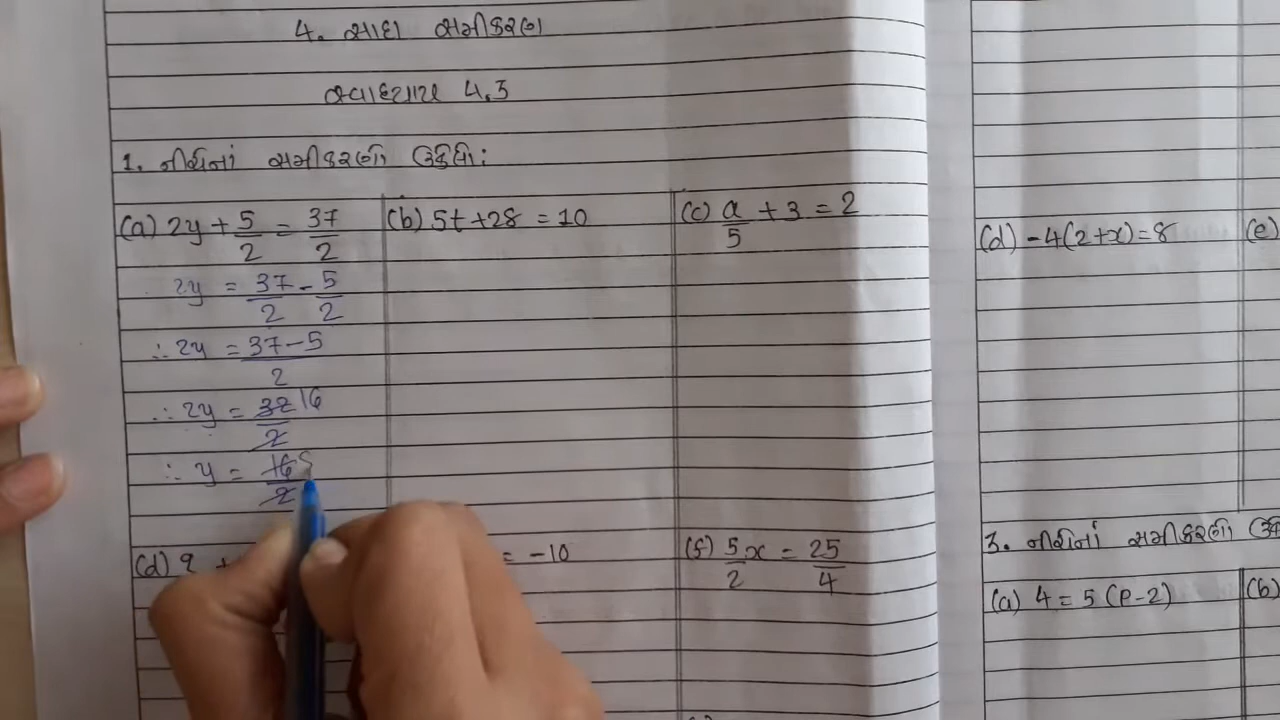 4. સાદા સમીકરણ
સ્વાધ્યાય 4.3
1. નીચેનાં સમીકરણો ઉકેલો:
(a) 2y + 5/2 = 37/2
2y = 37/2 - 5/2
∴ 2y = 37-5/2
∴ 2y = 32/2 16
∴ y = 16/2 8
(b) 5t + 28 = 10
(c) a/5 + 3 = 2
(d) q +
= -10
(f) 5/2 x = 25/4
(d) -4(2+x)=8
(e)
3. નીચેનાં સમીકરણો
(a) 4 = 5(P-2)
(b)